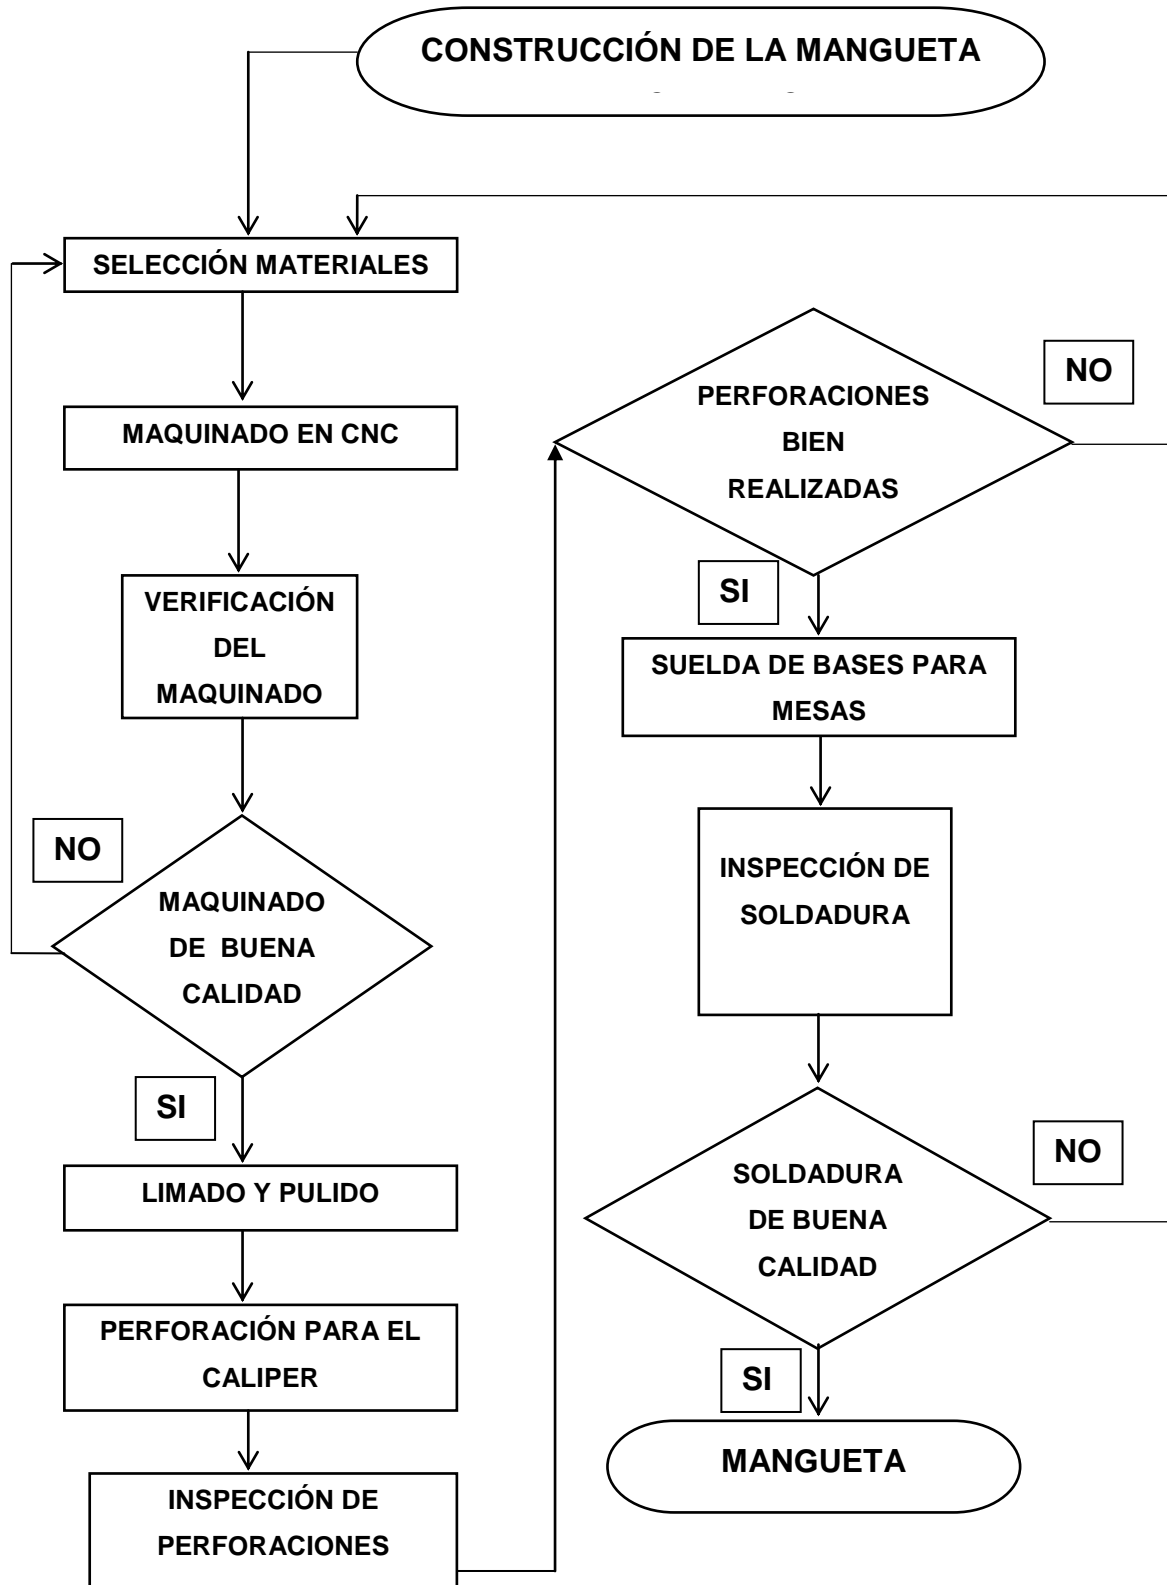 CONSTRUCCIÓN DE LA MANGUETA
SELECCIÓN MATERIALES
MAQUINADO EN CNC
VERIFICACIÓN
DEL
MAQUINADO
NO
MAQUINADO
DE BUENA
CALIDAD
SI
LIMADO Y PULIDO
PERFORACIÓN PARA EL
CALIPER
INSPECCIÓN DE
PERFORACIONES
PERFORACIONES
BIEN
REALIZADAS
NO
SI
SUELDA DE BASES PARA
MESAS
INSPECCIÓN DE
SOLDADURA
SOLDADURA
DE BUENA
CALIDAD
NO
SI
MANGUETA